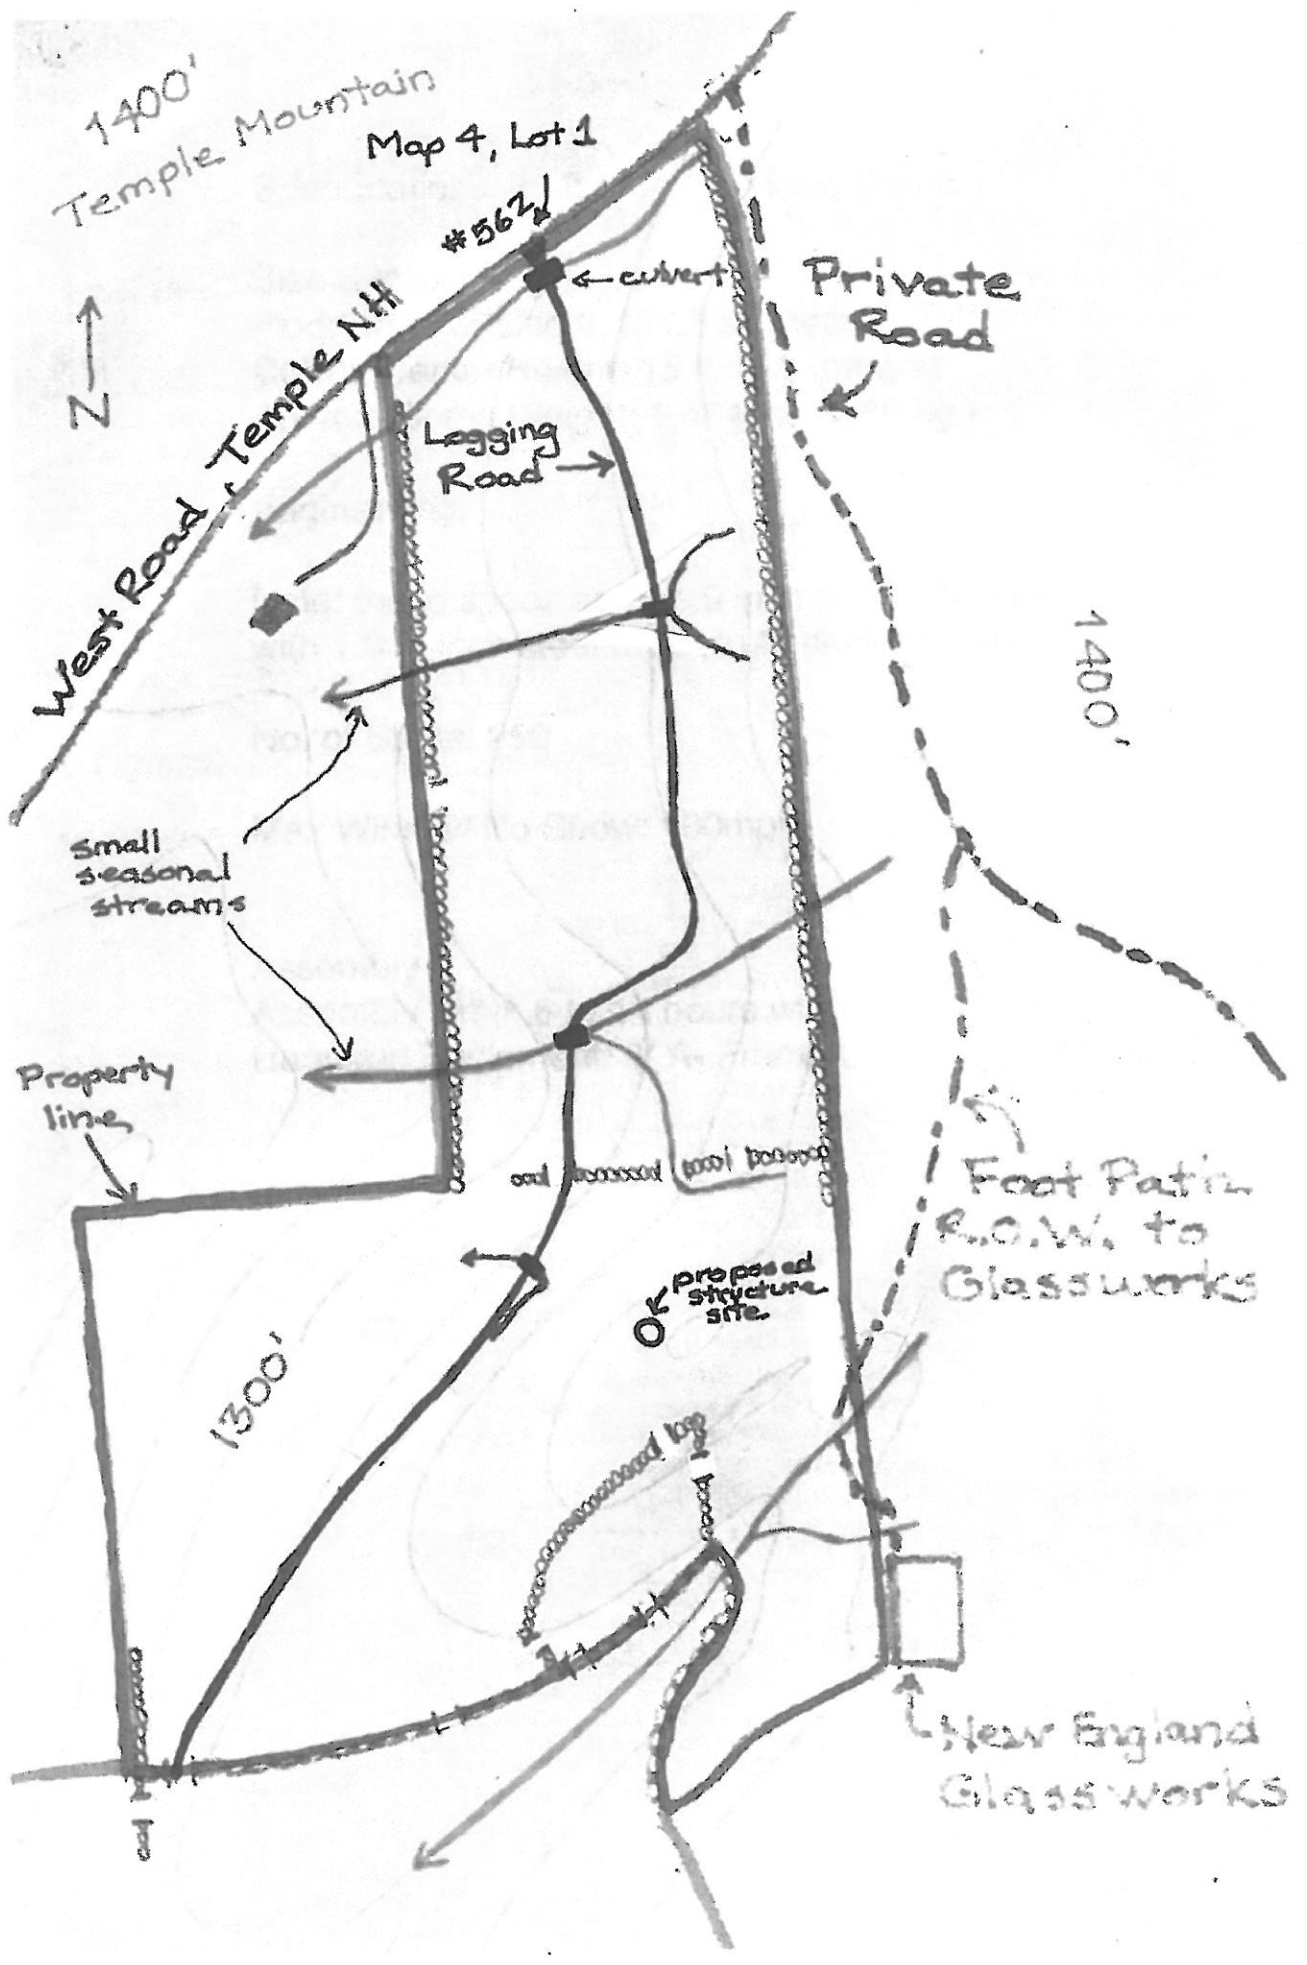 1400'
Temple Mountain
Map 4, Lot 1
#562
culvert
Private
Road
N
West Road, Temple NH
Logging
Road
1400'
small
seasonal
streams
Property
line
Foot Path
R.O.W. to
Glassworks
proposed
structure
site
1300'
New England
Glassworks